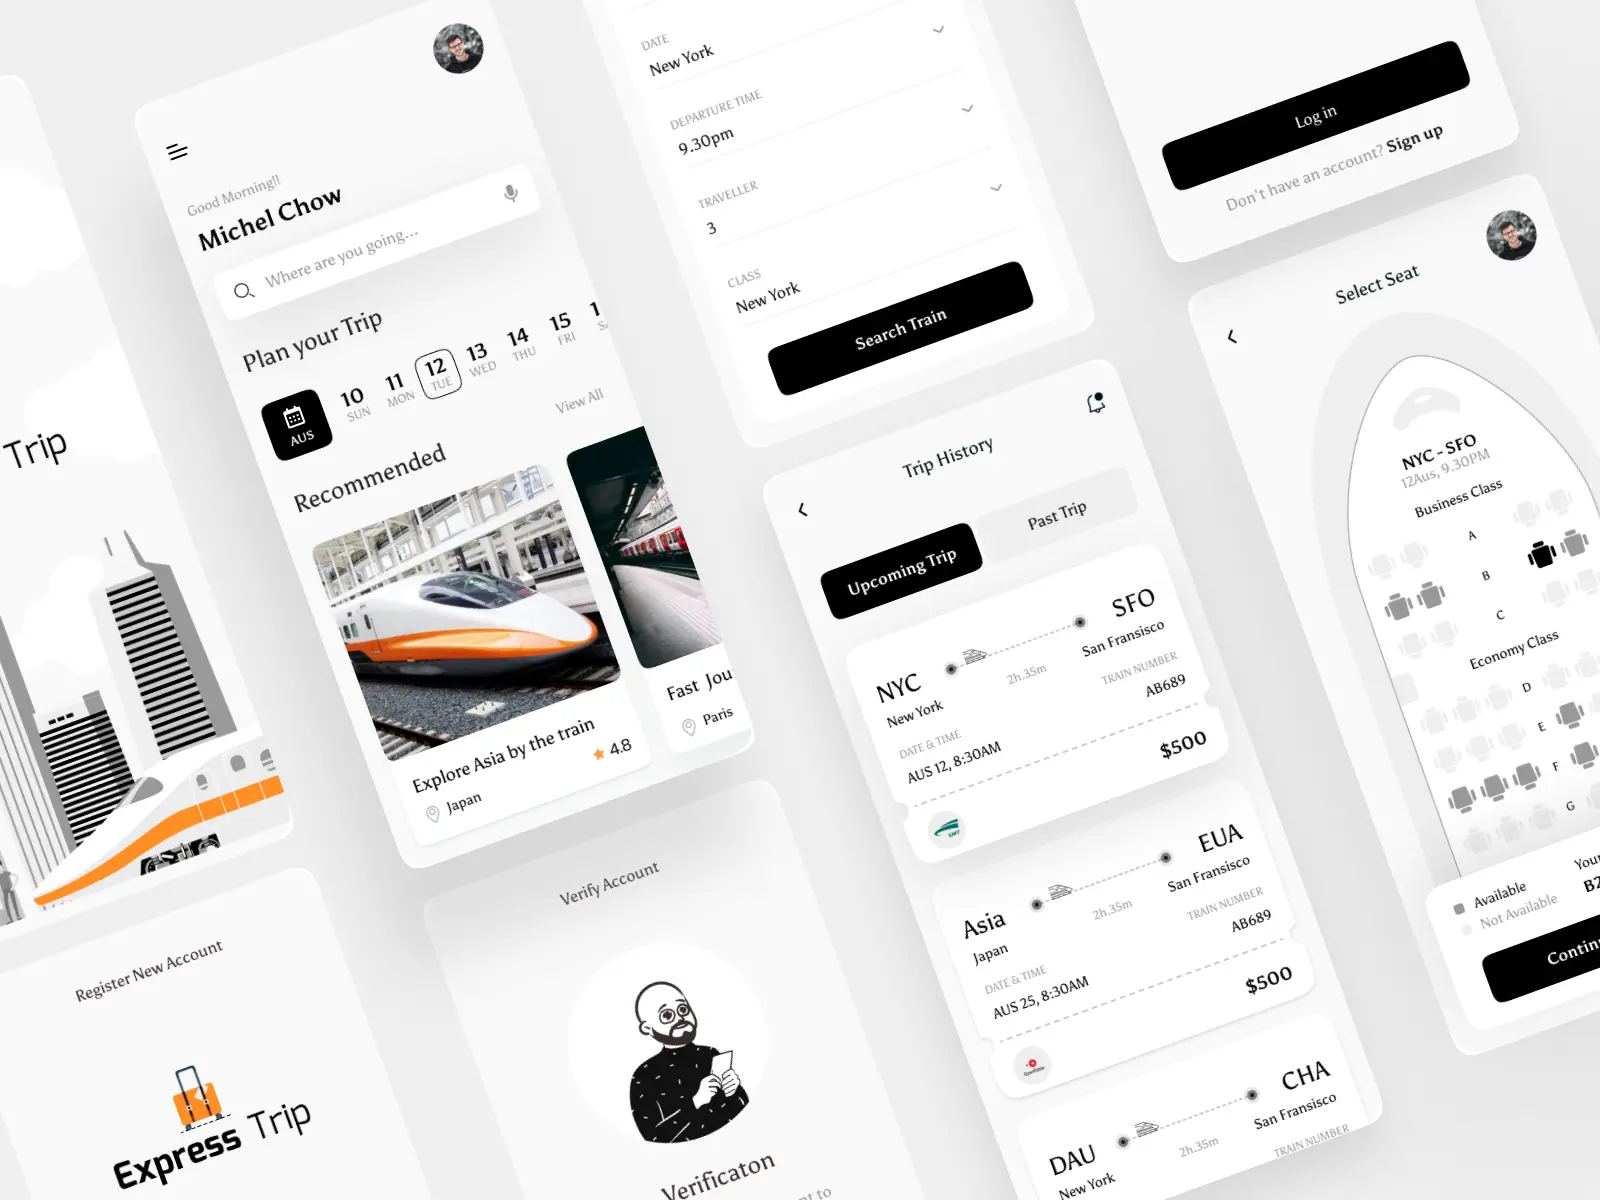 Trip
Register New Account
Express Trip
Good Morning!!
Michel Chow
Where are you going...
Plan your Trip
AUS
10
SUN
11
MON
12
TUE
13
WED
14
THU
15
FRI
Recommended
View All
Explore Asia by the train
4.8
Japan
Fast Jou
Paris
Verify Account
Verificaton
DATE
New York
DEPARTURE TIME
9.30pm
TRAVELLER
3
CLASS
New York
Search Train
Trip History
Upcoming Trip
Past Trip
NYC
SFO
New York
2h.35m
San Fransisco
DATE & TIME
TRAIN NUMBER
AUS 12, 8:30AM
AB689
$500
Asia
EUA
Japan
2h.35m
San Fransisco
DATE & TIME
TRAIN NUMBER
AUS 25, 8:30AM
AB689
$500
DAU
CHA
New York
2h.35m
San Fransisco
TRAIN NUMBER
Log in
Don't have an account? Sign up
Select Seat
NYC - SFO
12Aus, 9.30PM
Business Class
A
B
C
Economy Class
D
E
F
G
Available
Not Available
Your
Contin